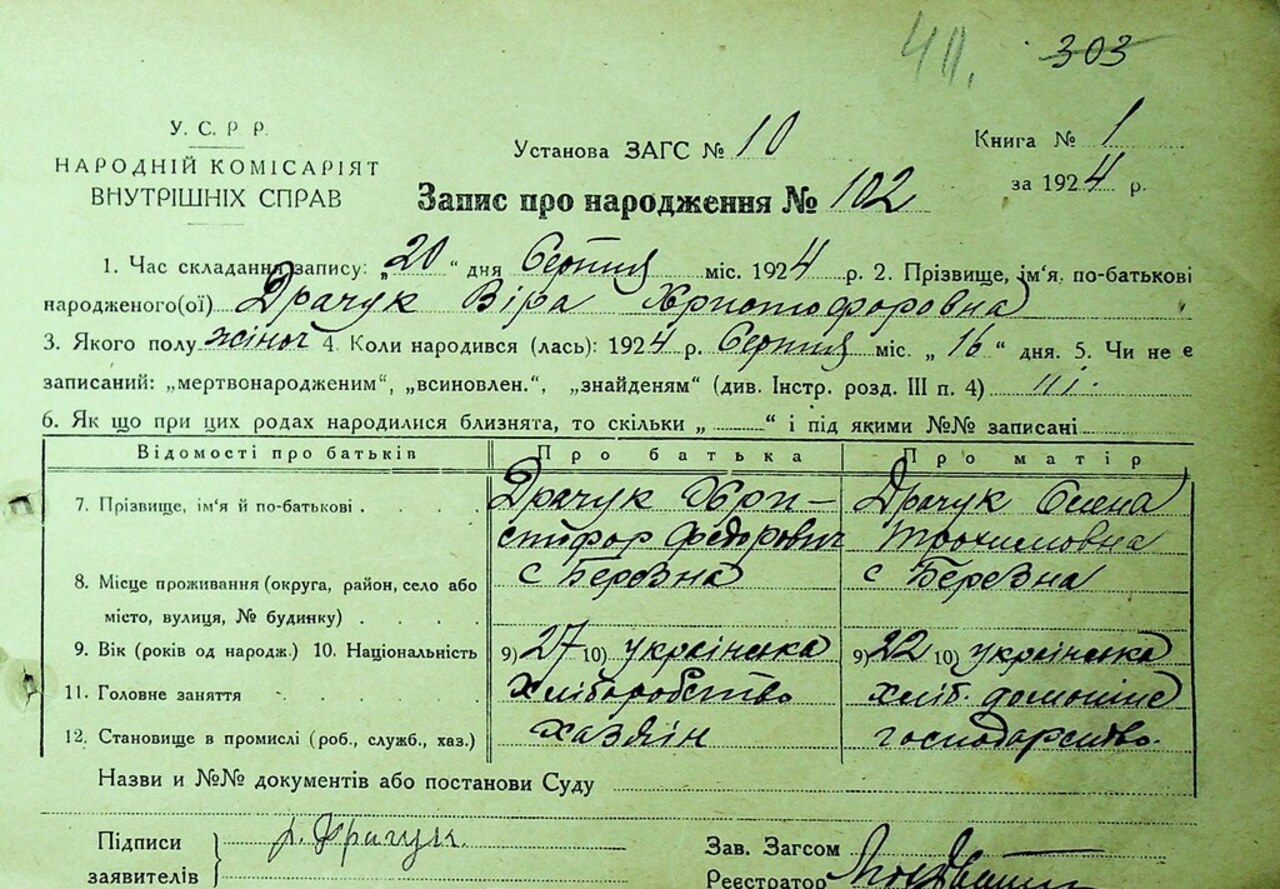 40. 303
У. С. Р. Р.
НАРОДНІЙ КОМІСАРІЯТ
ВНУТРІШНІХ СПРАВ
Установа ЗАГС № 10
Книга № 1
за 1924 р.
Запис про народження № 102
1. Час складання запису: „20“ дня Серпня міс. 1924 р. 2. Прізвище, ім'я, по-батькові
народженого(ої) Драчук Віра Христофоровна
3. Якого полу жіноч 4. Коли народився (лась): 1924 р. Серпня міс. „16“ дня. 5. Чи не є
записаний: „мертвонародженим“, „всиновлен.“, „знайденям“ (див. Інстр. розд. III п. 4)
6. Як що при цих родах народилися близнята, то скільки „ “ і під якими №№ записані
Відомості про батьків Про батька Про матір
7. Прізвище, ім'я й по-батькові . . . . Драчук Хри- Драчук Єлена
стифор Федорович Трохимовна
8. Місце проживання (округа, район, село або с Березна с Березна
місто, вулиця, № будинку) . . . .
9. Вік (років од народж.) 10. Національність 9) 27 10) українська 9) 22 10) українська
11. Головне заняття . . . . Хліборобство хліб. домашнє
12. Становище в промислі (роб., служб., хаз.) хазяін господарство.
Назви и №№ документів або постанови Суду
Підписи
заявителів
Драчук.
Зав. Загсом
Реєстратор